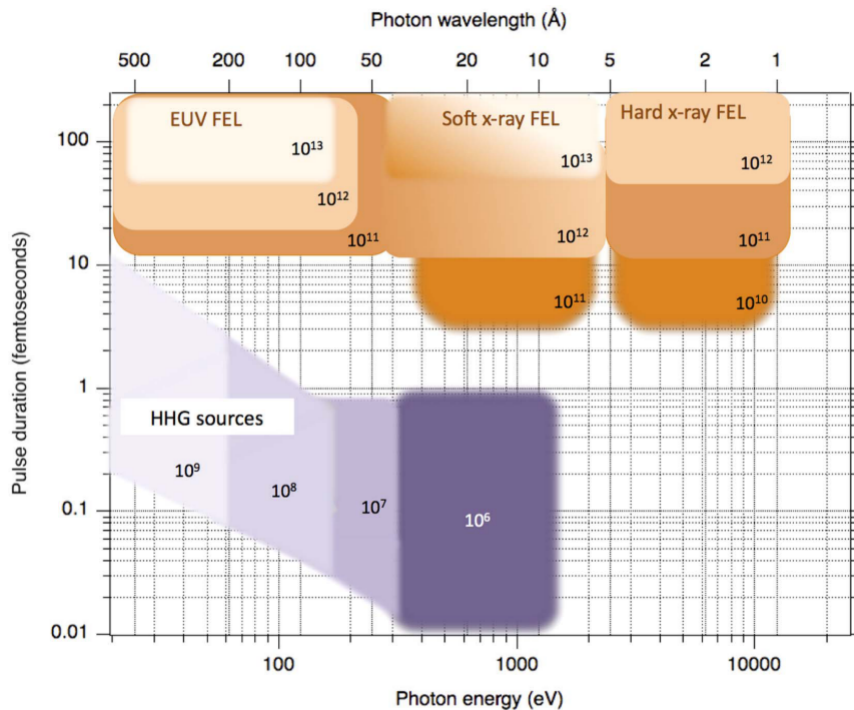 Photon wavelength (Å)
500 200 100 50 20 10 5 2 1
EUV FEL Soft x-ray FEL Hard x-ray FEL
10¹³ 10¹³ 10¹²
10¹² 10¹² 10¹¹
10¹¹ 10¹¹ 10¹⁰
HHG sources
10⁹ 10⁸ 10⁷ 10⁶
Pulse duration (femtoseconds)
100
10
1
0.1
0.01
100 1000 10000
Photon energy (eV)